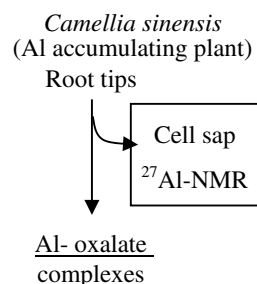 Camellia sinensis
(Al accumulating plant)
Root tips
Cell sap
²⁷Al-NMR
Al- oxalate
complexes